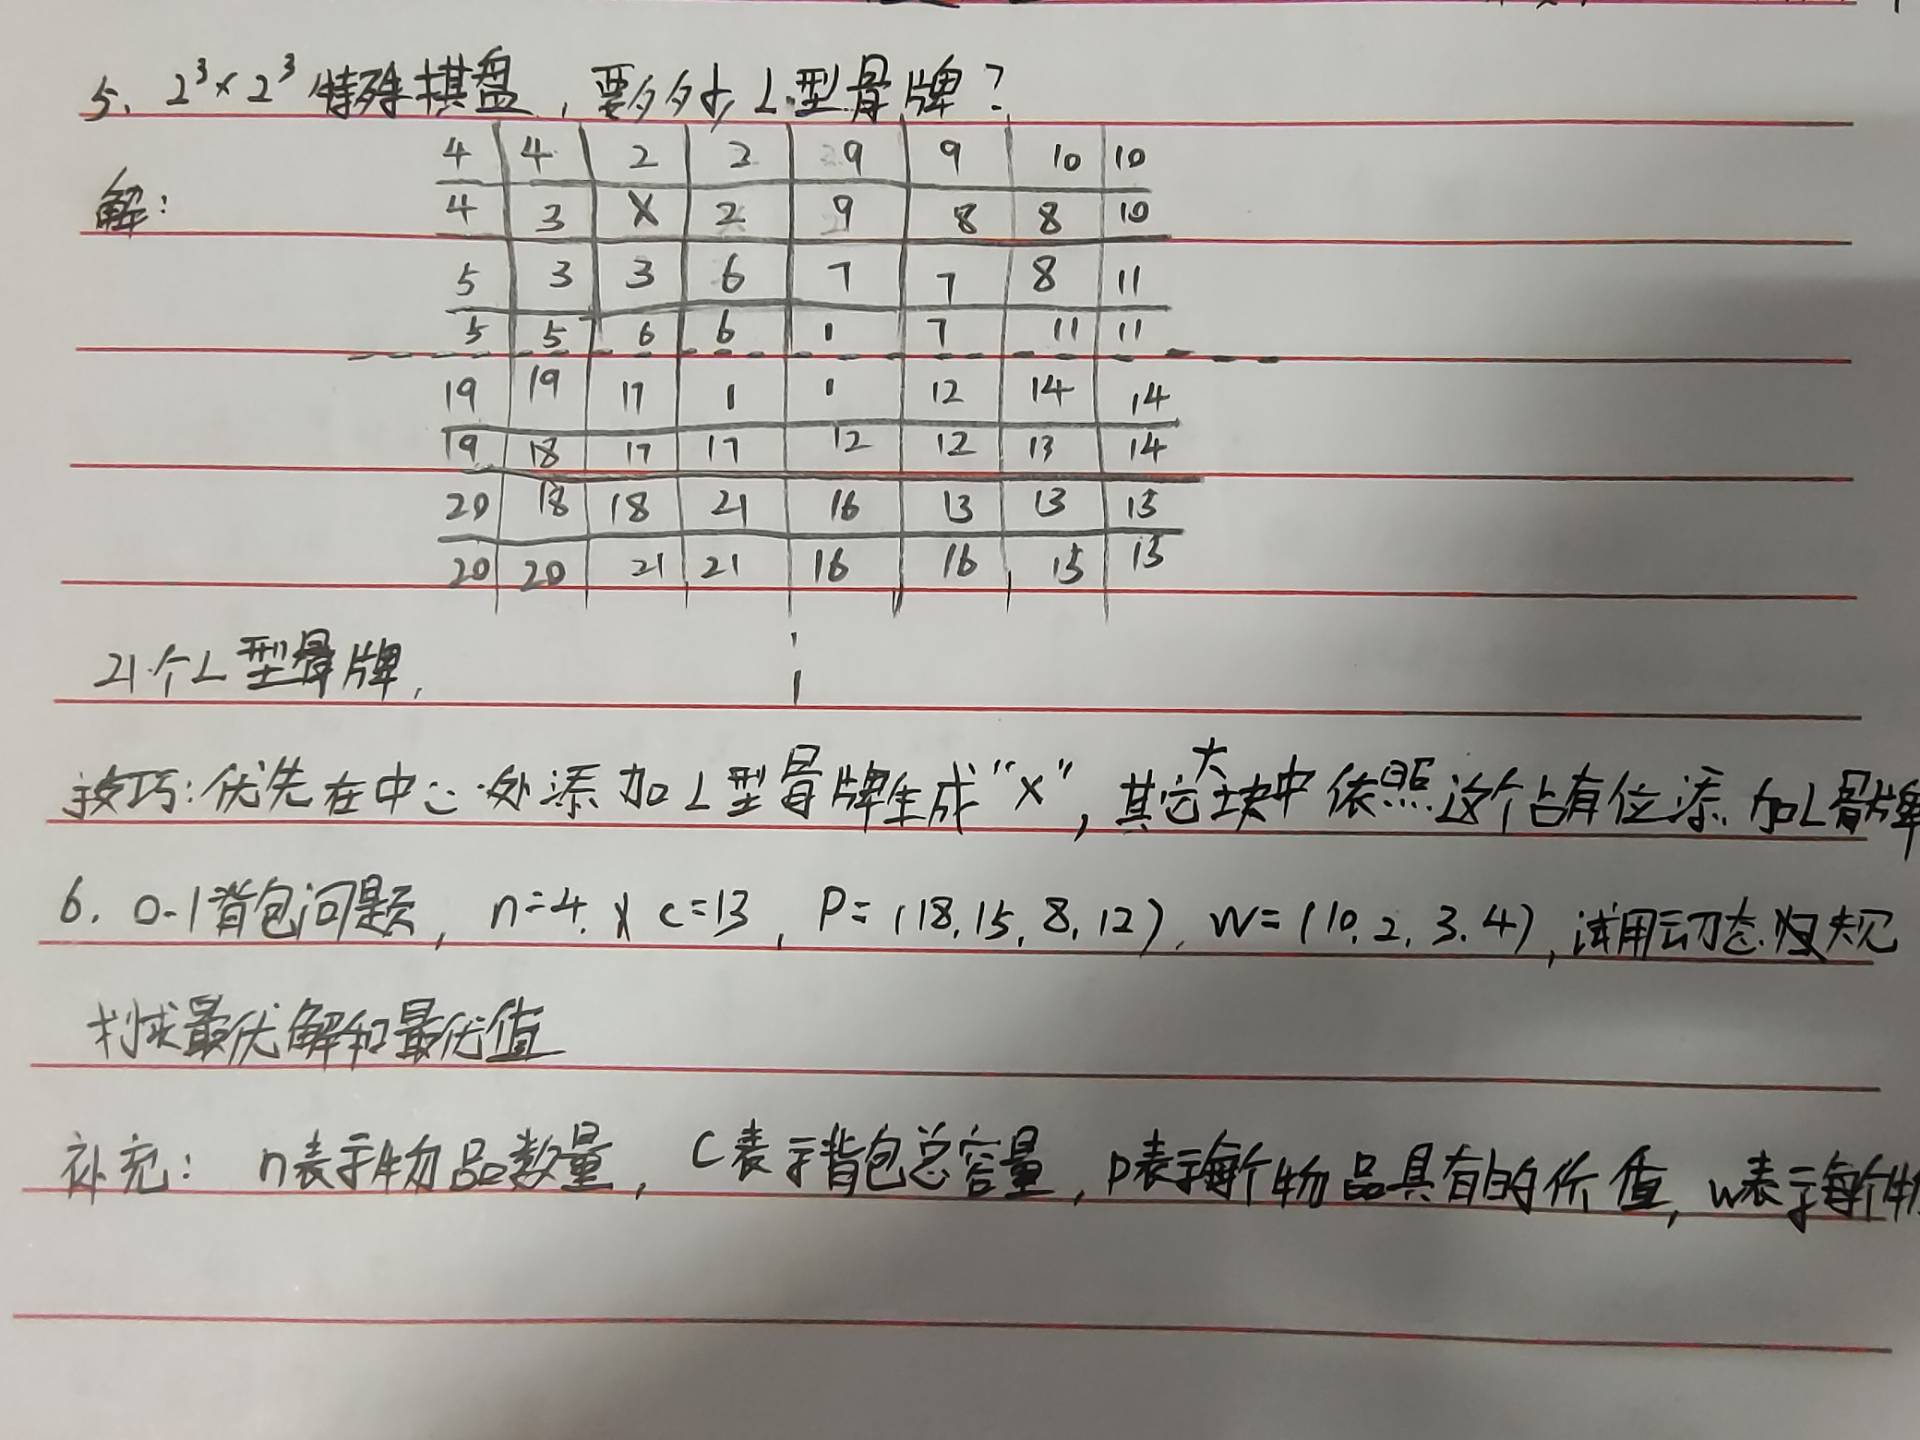 5. 2³×2³特殊棋盘,要多少L型骨牌?
4 4 2 2 9 9 10 10
解: 4 3 X 2 9 8 8 10
5 3 3 6 7 7 8 11
5 5 6 6 1 7 11 11
19 19 17 1 1 12 14 14
19 18 17 17 12 12 13 14
20 18 18 21 16 13 13 15
20 20 21 21 16 16 15 15
21个L型骨牌,
技巧:优先在中心处添加L型骨牌生成“X”,其它大块中依照这个占有位添加L骨牌
6. 0-1背包问题, n=4. c=13, P=(18,15,8,12), W=(10,2,3,4),试用动态规
划求最优解和最优值
补充: n表示物品数量, C表示背包总容量, P表示每个物品具有的价值, w表示每个物